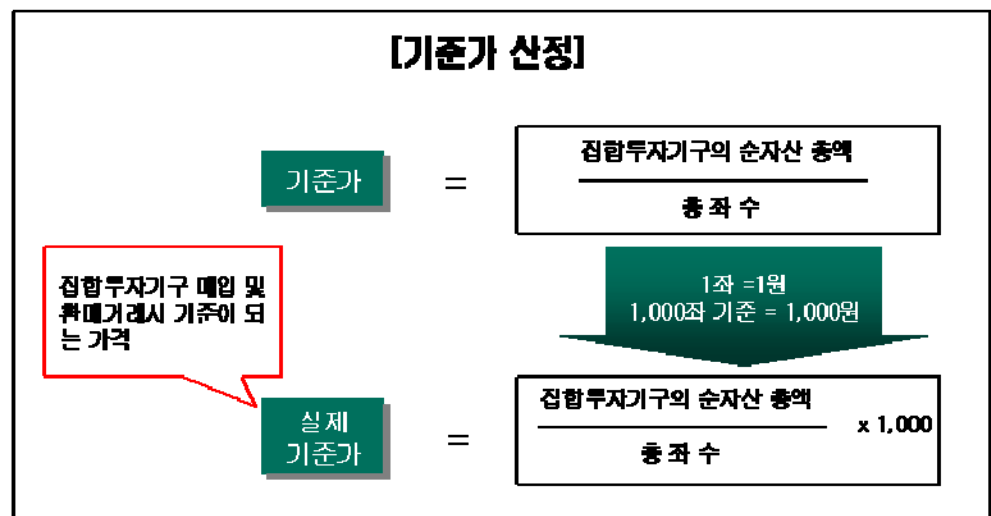 [기준가 산정]
기준가
=
집합투자기구의 순자산 총액
총 좌 수
집합투자기구 매입 및
환매거래시 기준이 되
는 가격
1좌 =1원
1,000좌 기준 = 1,000원
실제
기준가
=
집합투자기구의 순자산 총액
총 좌 수
x 1,000